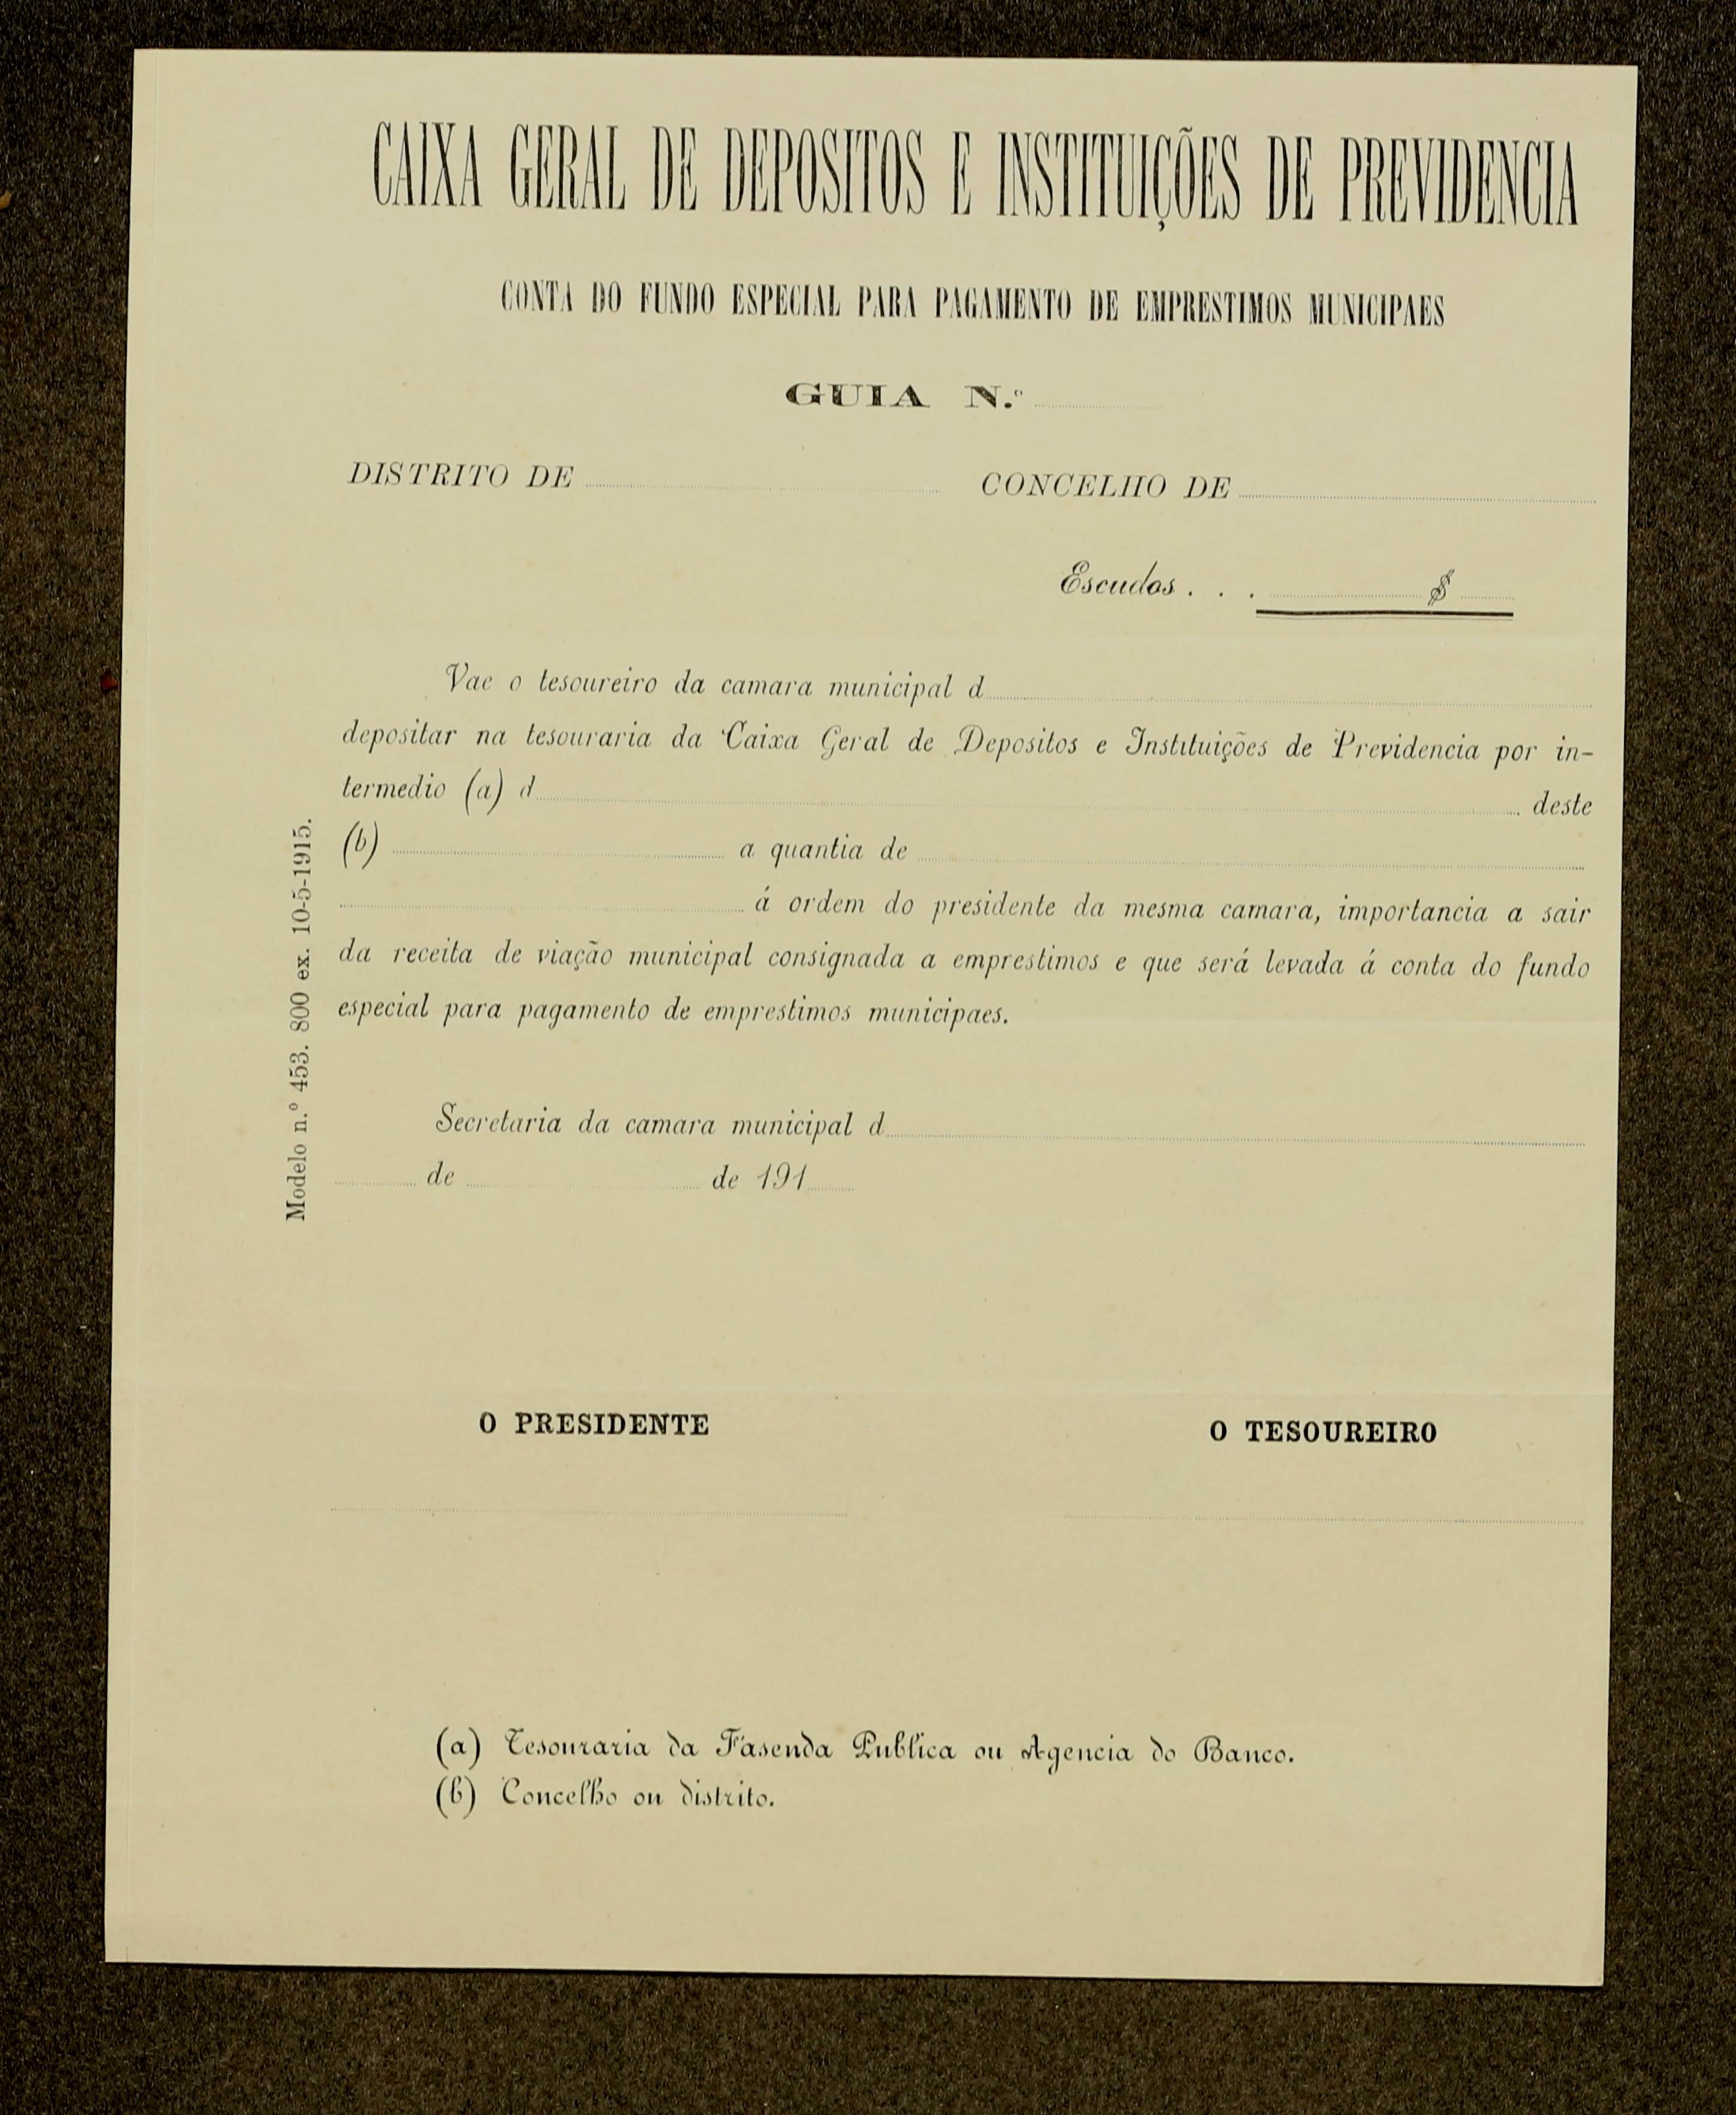 CAIXA GERAL DE DEPOSITOS E INSTITUIÇÕES DE PREVIDENCIA
CONTA DO FUNDO ESPECIAL PARA PAGAMENTO DE EMPRESTIMOS MUNICIPAES
GUIA N.º
DISTRITO DE CONCELHO DE
Escudos . . . $
Vae o tesoureiro da camara municipal d
depositar na tesouraria da Caixa Geral de Depositos e Instituições de Previdencia por in-
termedio (a) d deste
(b) a quantia de
á ordem do presidente da mesma camara, importancia a sair
da receita de viação municipal consignada a emprestimos e que será levada á conta do fundo
especial para pagamento de emprestimos municipaes.
Secretaria da camara municipal d
de de 191
O PRESIDENTE O TESOUREIRO
(a) Tesouraria da Fasenda Publica ou Agencia do Banco.
(b) Concelho ou distrito.
Modelo n.º 453. 800 ex. 10-5-1915.